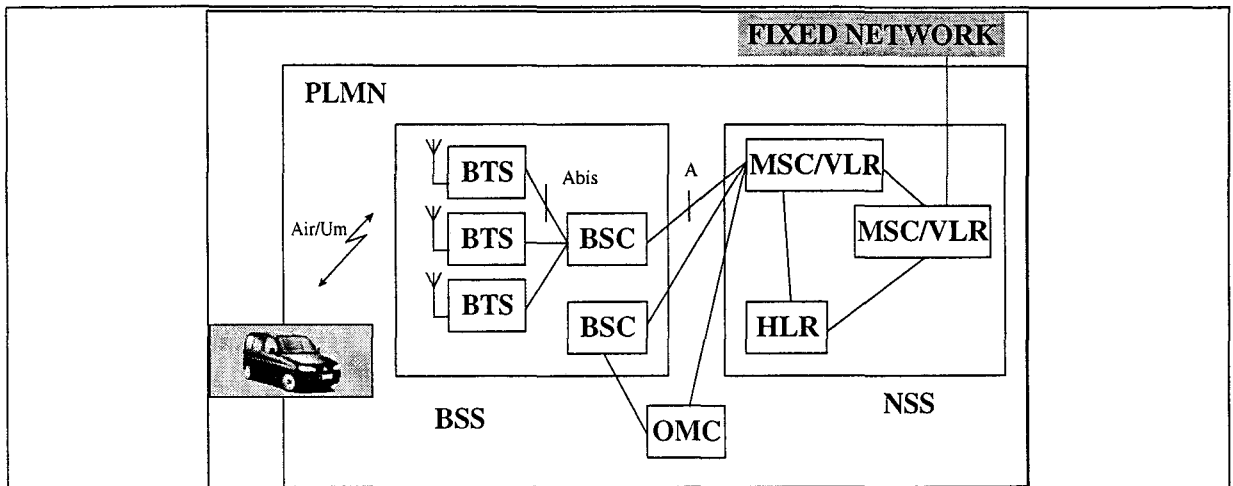 FIXED NETWORK
PLMN
BTS
Abis
A
MSC/VLR
Air/Um
BTS
BSC
MSC/VLR
BTS
BSC
HLR
BSS
OMC
NSS